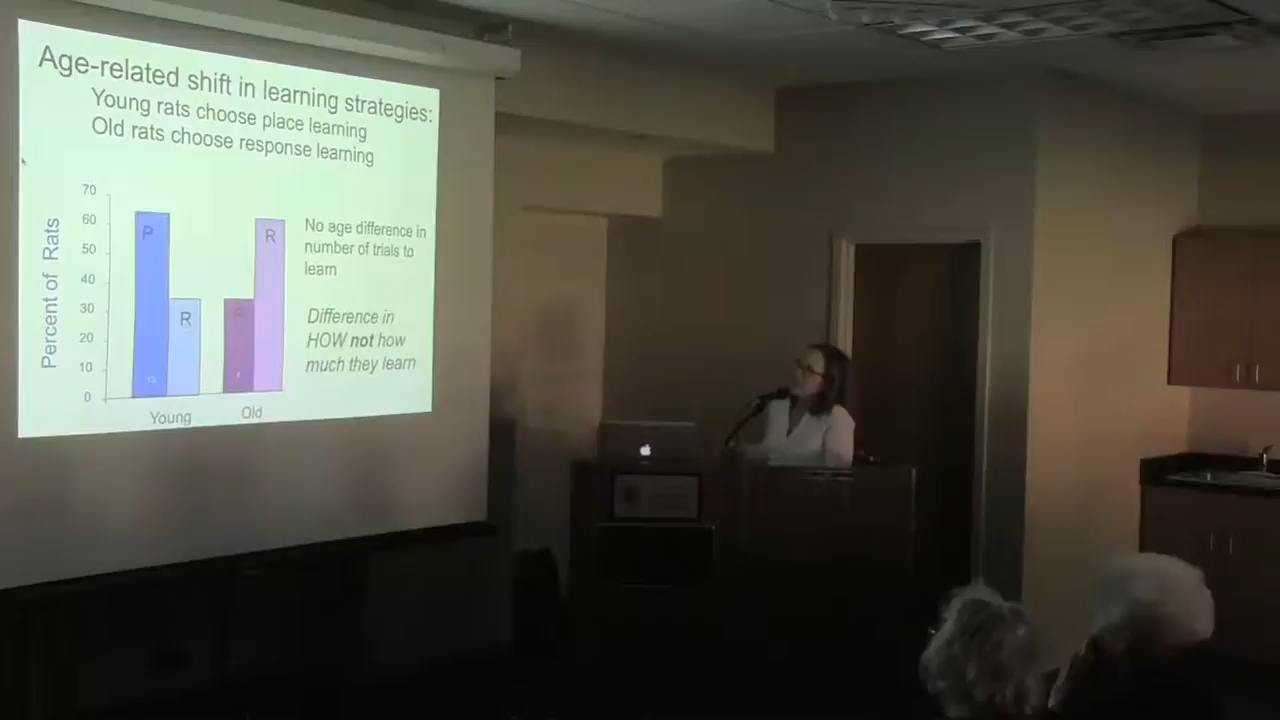 Age-related shift in learning strategies:
Young rats choose place learning
Old rats choose response learning
70
60
50
40
30
20
10
0
Percent of Rats
P
R
R
Young
Old
No age difference in
number of trials to
learn
Difference in
HOW not how
much they learn